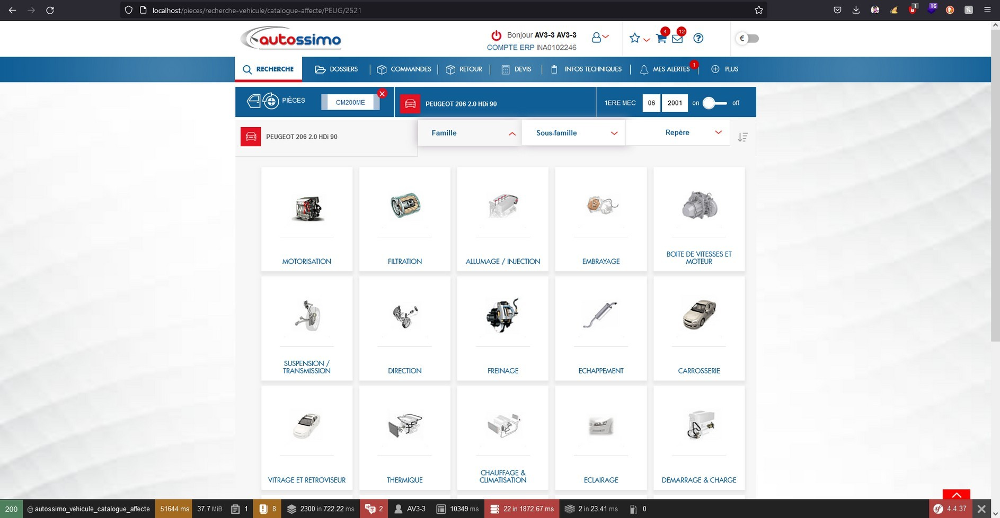 localhost/pieces/recherche-vehicule/catalogue-affecte/PEUG/2521
1
16
autossimo
Bonjour AV3-3 AV3-3
COMPTE ERP INA0102246
4
12
€
RECHERCHE
DOSSIERS
COMMANDES
RETOUR
DEVIS
INFOS TECHNIQUES
MES ALERTES
1
PLUS
PIÈCES
CM200ME
PEUGEOT 206 2.0 HDi 90
1ERE MEC
06
2001
on
off
PEUGEOT 206 2.0 HDi 90
Famille
Sous-famille
Repère
MOTORISATION
FILTRATION
ALLUMAGE / INJECTION
EMBRAYAGE
BOITE DE VITESSES ET
MOTEUR
SUSPENSION /
TRANSMISSION
DIRECTION
FREINAGE
ECHAPPEMENT
CARROSSERIE
VITRAGE ET RETROVISEUR
THERMIQUE
CHAUFFAGE &
CLIMATISATION
ECLAIRAGE
DEMARRAGE & CHARGE
200
@ autossimo_vehicule_catalogue_affecte
51644 ms
37.7 MiB
1
8
2300 in 722.22 ms
2
AV3-3
10349 ms
22 in 1872.67 ms
2 in 23.41 ms
0
sf
4.4.37